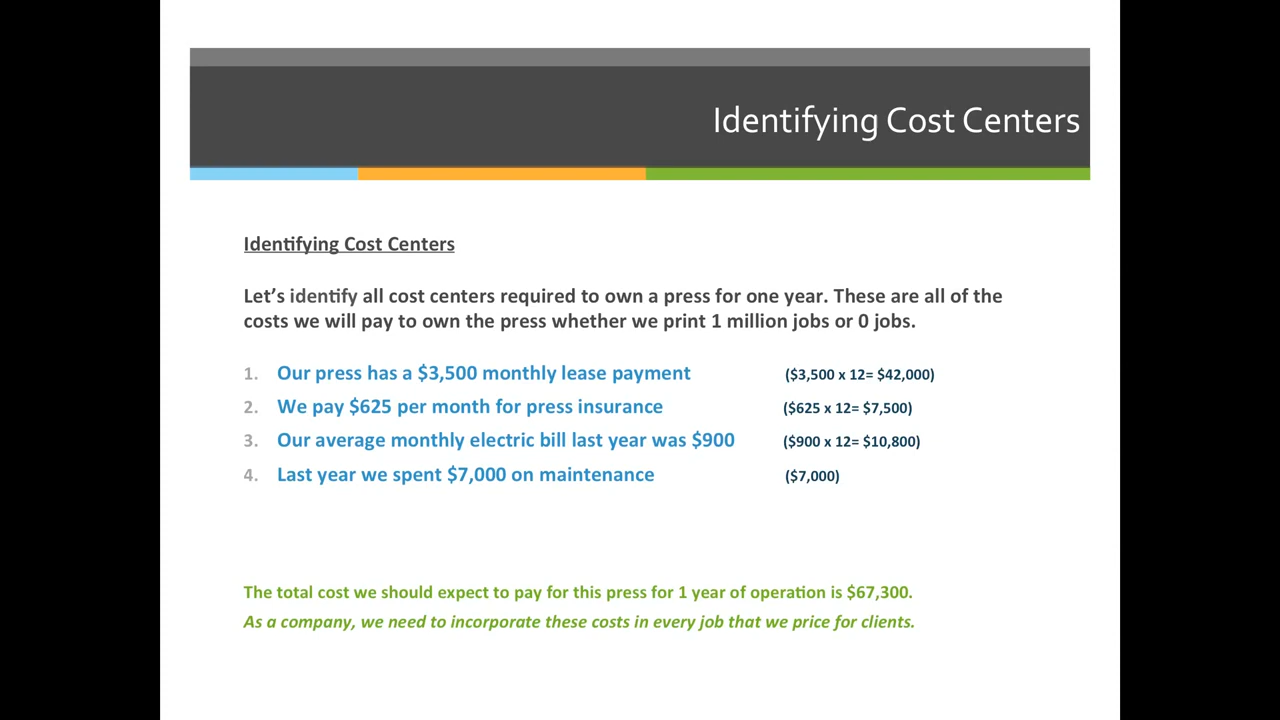 Identifying Cost Centers
Identifying Cost Centers
Let’s identify all cost centers required to own a press for one year. These are all of the
costs we will pay to own the press whether we print 1 million jobs or 0 jobs.
1. Our press has a $3,500 monthly lease payment ($3,500 x 12= $42,000)
2. We pay $625 per month for press insurance ($625 x 12= $7,500)
3. Our average monthly electric bill last year was $900 ($900 x 12= $10,800)
4. Last year we spent $7,000 on maintenance ($7,000)
The total cost we should expect to pay for this press for 1 year of operation is $67,300.
As a company, we need to incorporate these costs in every job that we price for clients.